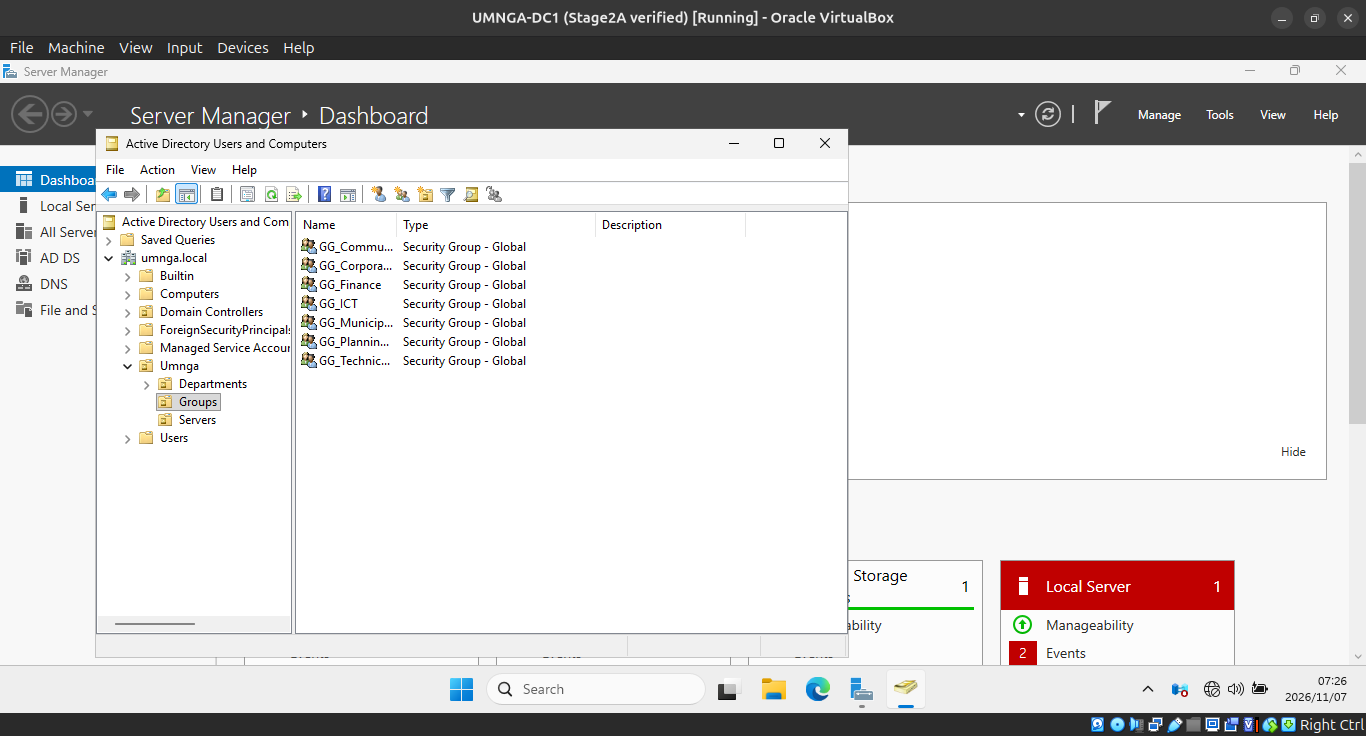 UMNGA-DC1 (Stage2A verified) [Running] - Oracle VirtualBox
File Machine View Input Devices Help
Server Manager
Server Manager Dashboard
Manage Tools View Help
Active Directory Users and Computers
File Action View Help
Dashboa
Local Ser
All Server
AD DS
DNS
File and S
Active Directory Users and Com
Saved Queries
umnga.local
Builtin
Computers
Domain Controllers
ForeignSecurityPrincipals
Managed Service Accour
Umnga
Departments
Groups
Servers
Users
Name Type Description
GG_Commu... Security Group - Global
GG_Corpora... Security Group - Global
GG_Finance Security Group - Global
GG_ICT Security Group - Global
GG_Municip... Security Group - Global
GG_Plannin... Security Group - Global
GG_Technic... Security Group - Global
Hide
Storage 1
ability
Local Server 1
Manageability
2 Events
Search
07:26
2026/11/07
Right Ctrl